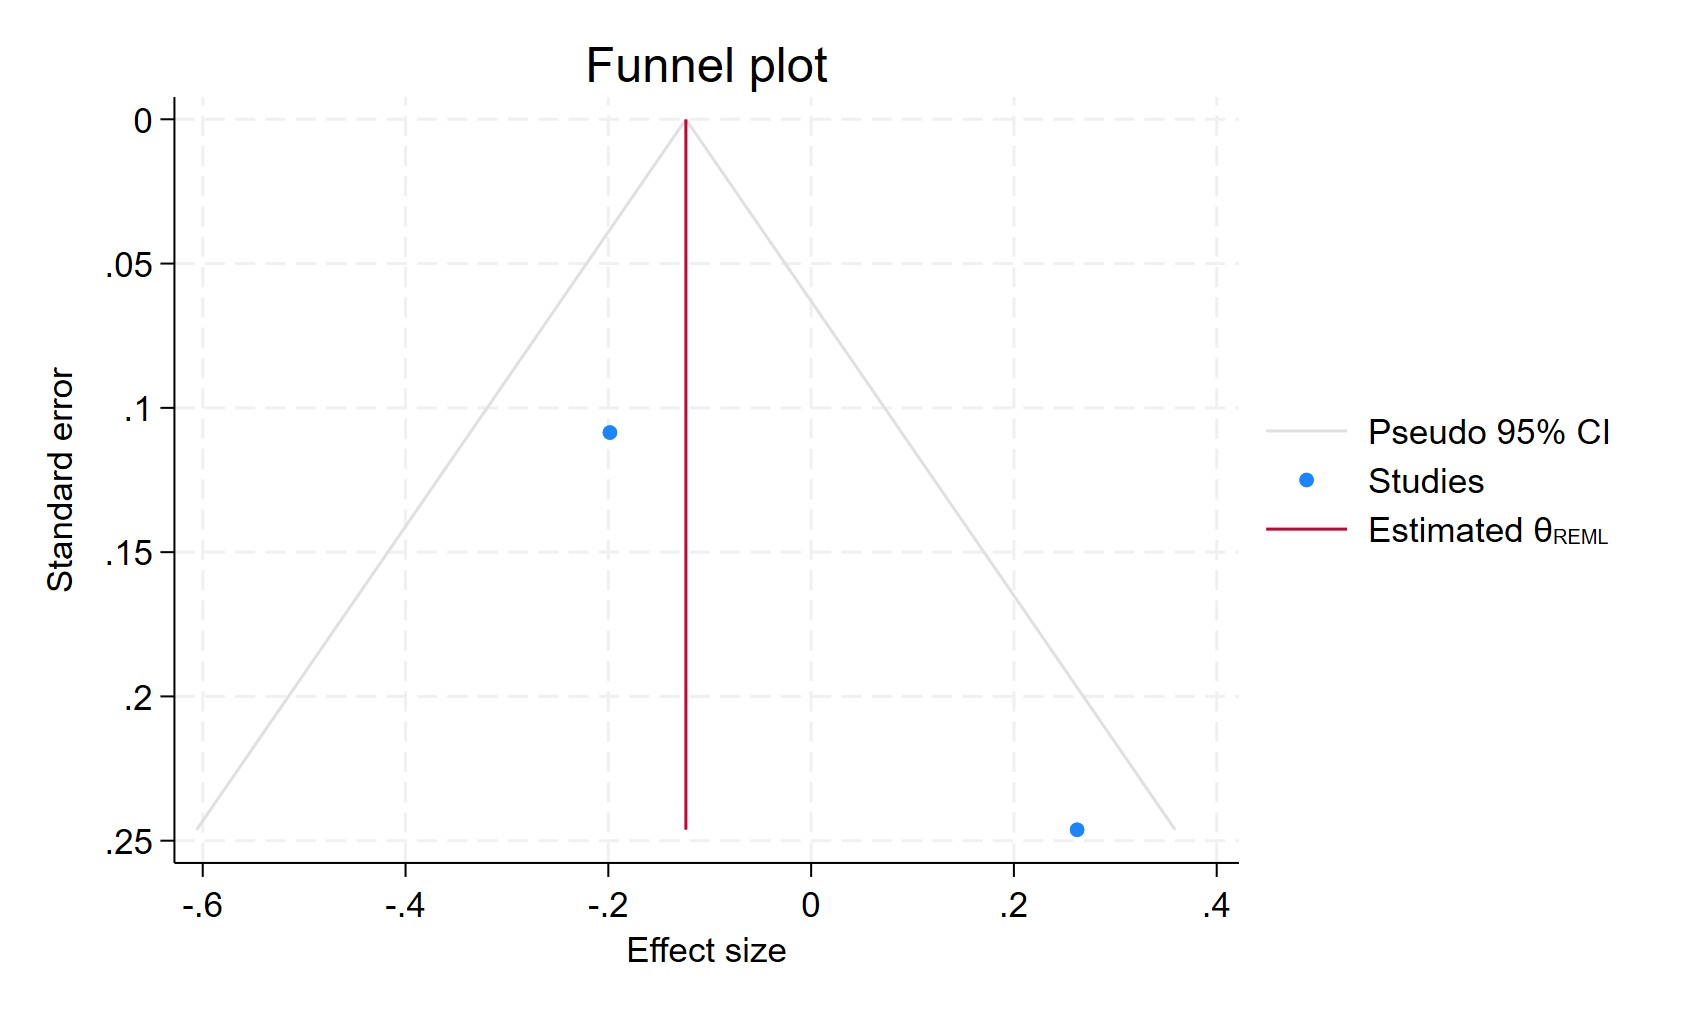 Funnel plot
0
.05
.1
.15
.2
.25
Standard error
-.6 -.4 -.2 0 .2 .4
Effect size
Pseudo 95% CI
Studies
Estimated θREML